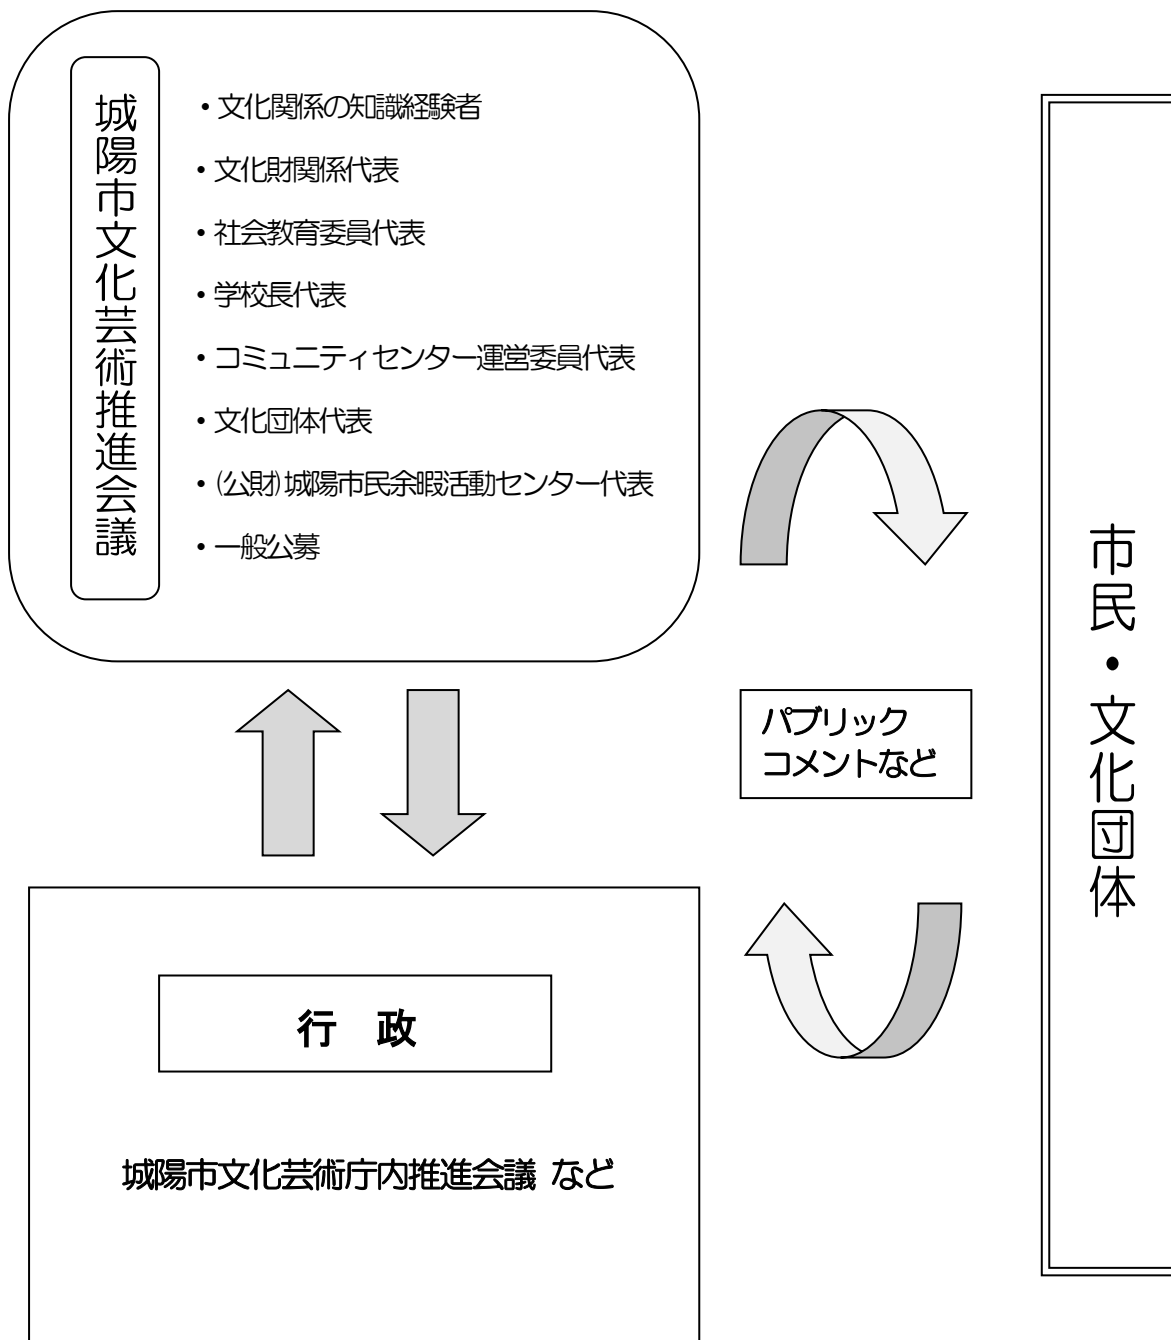 城陽市文化芸術推進会議
・文化関係の知識経験者
・文化財関係代表
・社会教育委員代表
・学校長代表
・コミュニティセンター運営委員代表
・文化団体代表
・(公財)城陽市民余暇活動センター代表
・一般公募
パブリック
コメントなど
市民・文化団体
行 政
城陽市文化芸術庁内推進会議 など